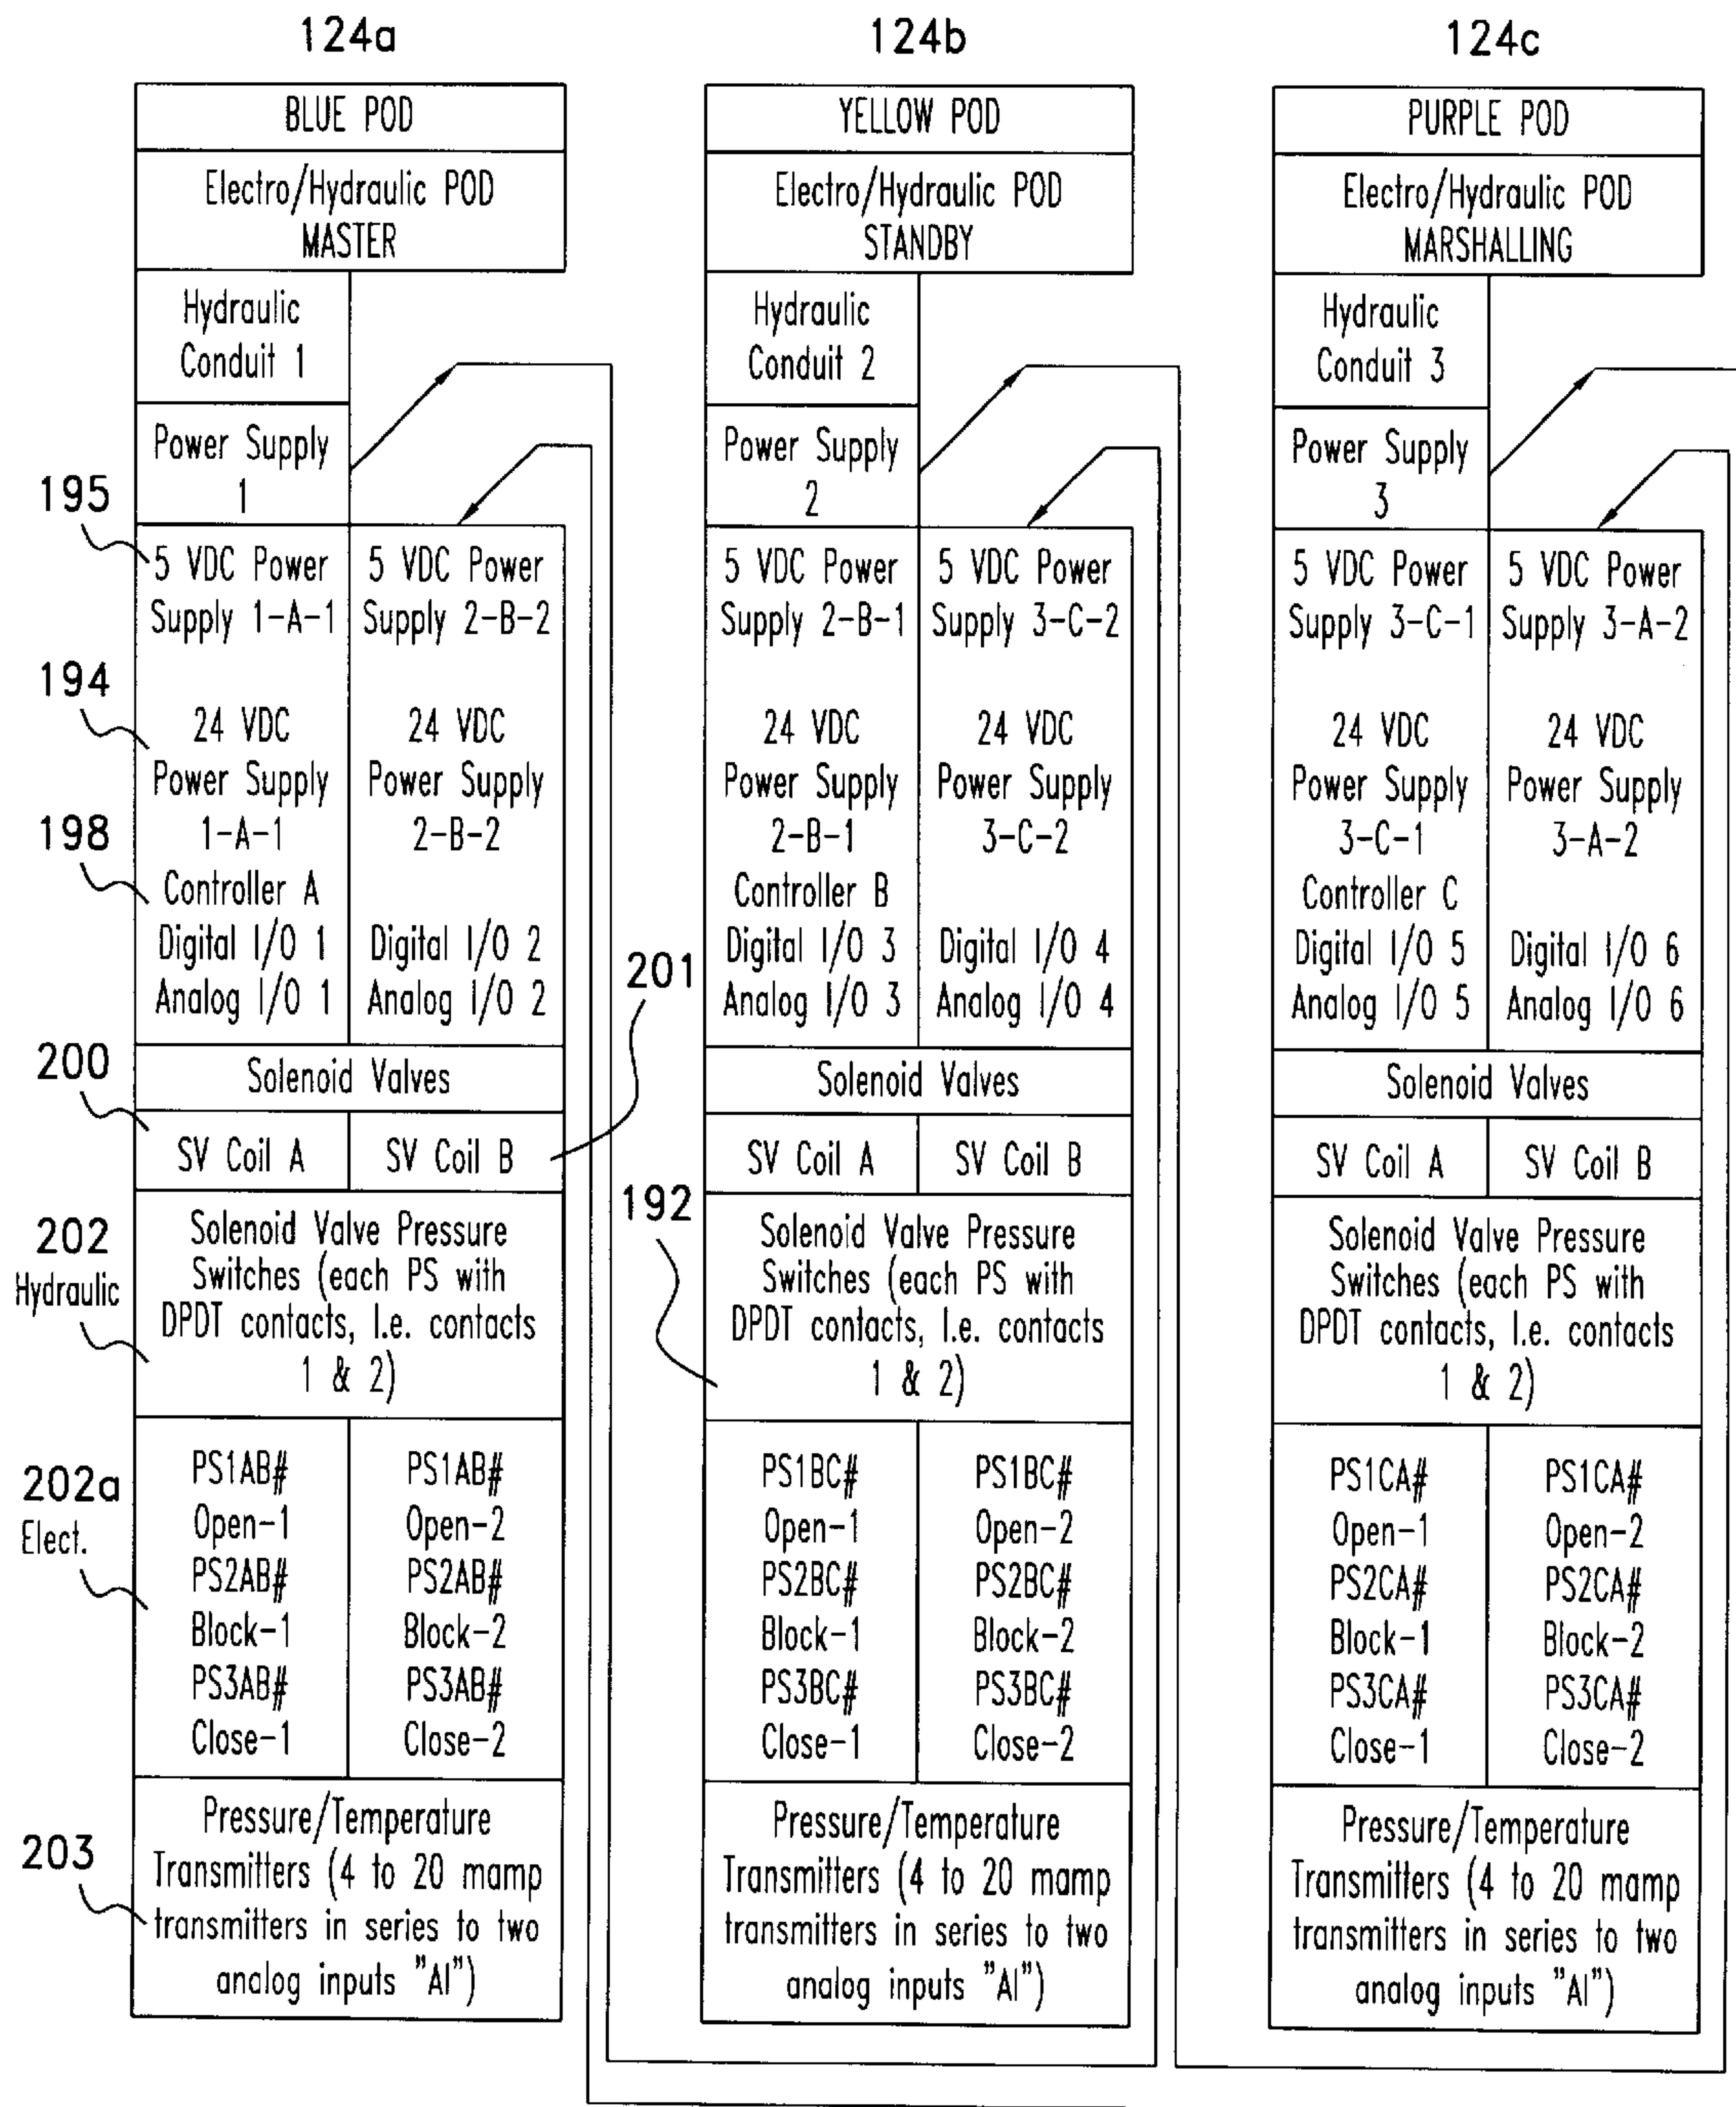 124a
BLUE POD
Electro/Hydraulic POD
MASTER
Hydraulic
Conduit 1
Power Supply
1
195
5 VDC Power
Supply 1-A-1
5 VDC Power
Supply 2-B-2
194
24 VDC
Power Supply
1-A-1
24 VDC
Power Supply
2-B-2
198
Controller A
Digital I/O 1
Analog I/O 1
Digital I/O 2
Analog I/O 2
201
200
Solenoid Valves
SV Coil A
SV Coil B
202
Hydraulic
Solenoid Valve Pressure
Switches (each PS with
DPDT contacts, I.e. contacts
1 & 2)
202a
Elect.
PS1AB#
Open-1
PS2AB#
Block-1
PS3AB#
Close-1
PS1AB#
Open-2
PS2AB#
Block-2
PS3AB#
Close-2
203
Pressure/Temperature
Transmitters (4 to 20 mamp
transmitters in series to two
analog inputs "AI")
124b
YELLOW POD
Electro/Hydraulic POD
STANDBY
Hydraulic
Conduit 2
Power Supply
2
5 VDC Power
Supply 2-B-1
5 VDC Power
Supply 3-C-2
24 VDC
Power Supply
2-B-1
24 VDC
Power Supply
3-C-2
Controller B
Digital I/O 3
Analog I/O 3
Digital I/O 4
Analog I/O 4
Solenoid Valves
SV Coil A
SV Coil B
192
Solenoid Valve Pressure
Switches (each PS with
DPDT contacts, I.e. contacts
1 & 2)
PS1BC#
Open-1
PS2BC#
Block-1
PS3BC#
Close-1
PS1BC#
Open-2
PS2BC#
Block-2
PS3BC#
Close-2
Pressure/Temperature
Transmitters (4 to 20 mamp
transmitters in series to two
analog inputs "AI")
124c
PURPLE POD
Electro/Hydraulic POD
MARSHALLING
Hydraulic
Conduit 3
Power Supply
3
5 VDC Power
Supply 3-C-1
5 VDC Power
Supply 3-A-2
24 VDC
Power Supply
3-C-1
24 VDC
Power Supply
3-A-2
Controller C
Digital I/O 5
Analog I/O 5
Digital I/O 6
Analog I/O 6
Solenoid Valves
SV Coil A
SV Coil B
Solenoid Valve Pressure
Switches (each PS with
DPDT contacts, I.e. contacts
1 & 2)
PS1CA#
Open-1
PS2CA#
Block-1
PS3CA#
Close-1
PS1CA#
Open-2
PS2CA#
Block-2
PS3CA#
Close-2
Pressure/Temperature
Transmitters (4 to 20 mamp
transmitters in series to two
analog inputs "AI")